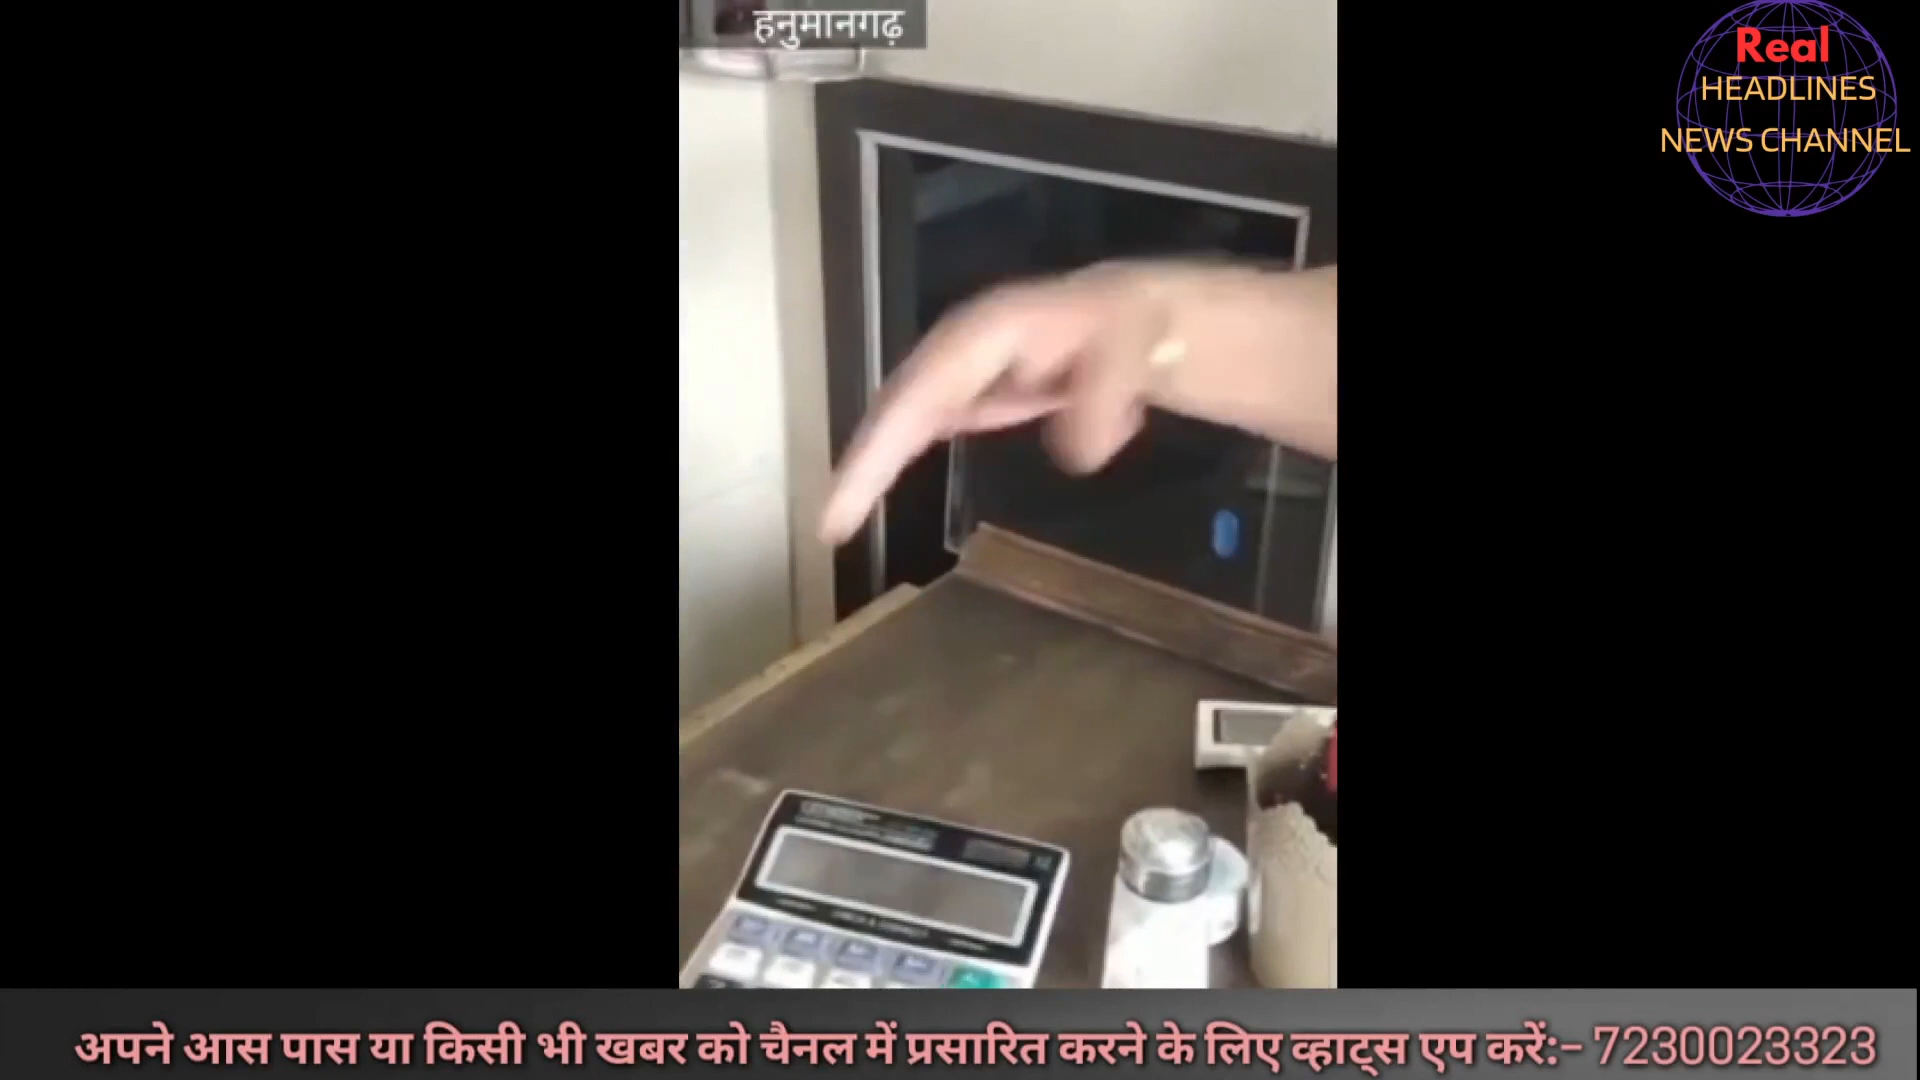 हनुमानगढ़
Real
HEADLINES
NEWS CHANNEL
अपने आस पास या किसी भी खबर को चैनल में प्रसारित करने के लिए व्हाट्स एप करें:- 7230023323